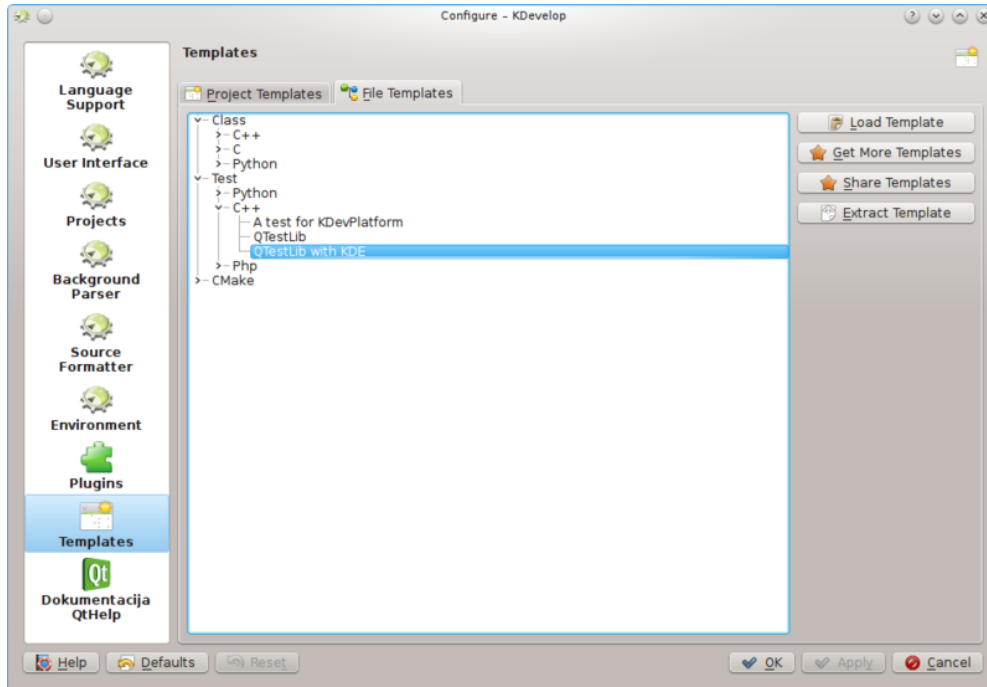 Configure – KDevelop
Language Support
User Interface
Projects
Background Parser
Source Formatter
Environment
Plugins
Templates
Dokumentacija QtHelp
Templates
Project Templates
File Templates
Class
C++
C
Python
Test
Python
C++
A test for KDevPlatform
QTestLib
QTestLib with KDE
Php
CMake
Load Template
Get More Templates
Share Templates
Extract Template
Help
Defaults
Reset
OK
Apply
Cancel